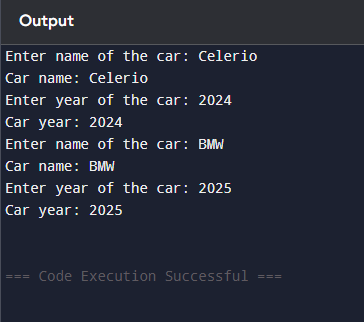 Output
Enter name of the car: Celerio
Car name: Celerio
Enter year of the car: 2024
Car year: 2024
Enter name of the car: BMW
Car name: BMW
Enter year of the car: 2025
Car year: 2025
=== Code Execution Successful ===